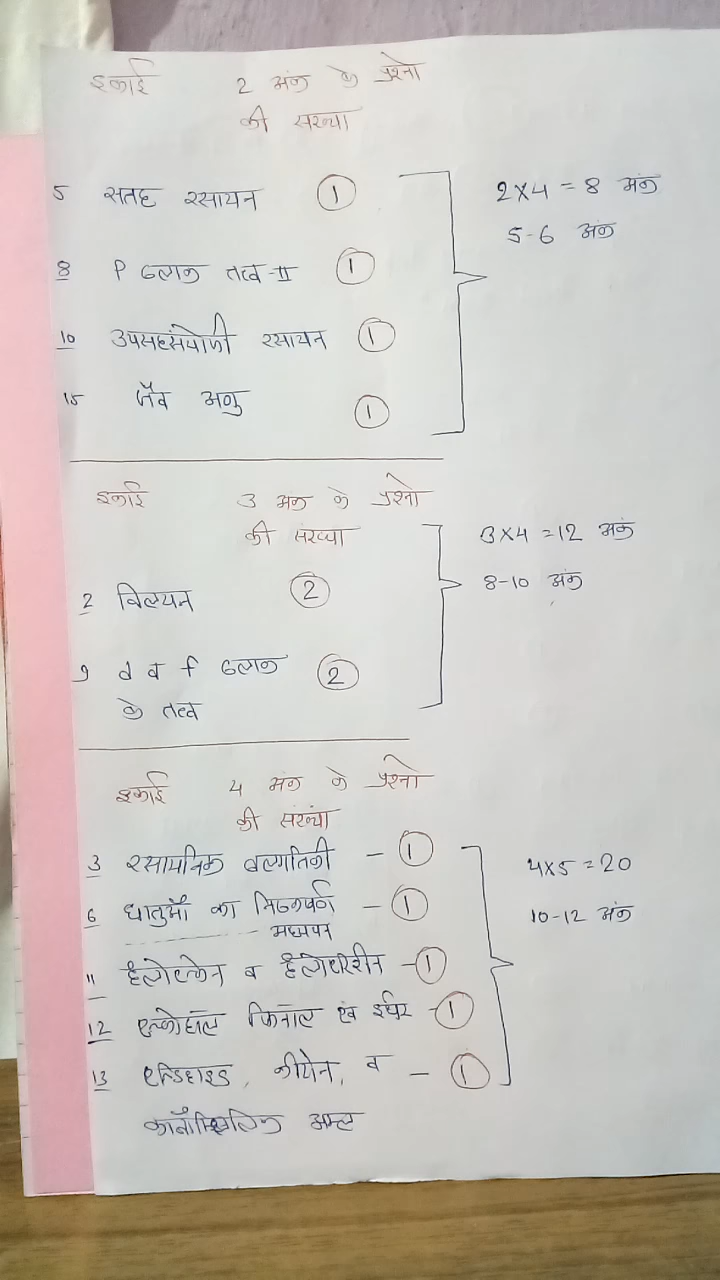 इकाई 2 अंक के प्रश्नो
की संख्या
5 सतह रसायन 1
2x4 = 8 अंक
5-6 अंक
8 P ब्लाक तत्व-II 1
10 उपसहसंयोजी रसायन 1
15 जैव अणु 1
इकाई 3 अंक के प्रश्नो
की संख्या
3x4 = 12 अंक
8-10 अंक
2 विलयन 2
9 d व f ब्लाक 2
के तत्व
इकाई 4 अंक के प्रश्नो
की संख्या
3 रसायनिक बलगतिकी - 1
4x5 = 20
6 धातुओं का निष्कर्षण - 1
10-12 अंक
11 हैलोएल्केन व हैलोएरीन - 1
12 एल्कोहॉल फिनॉल एवं ईथर - 1
13 एल्डिहाइड, कीटोन, व - 1
कार्बोक्सिलिक अम्ल